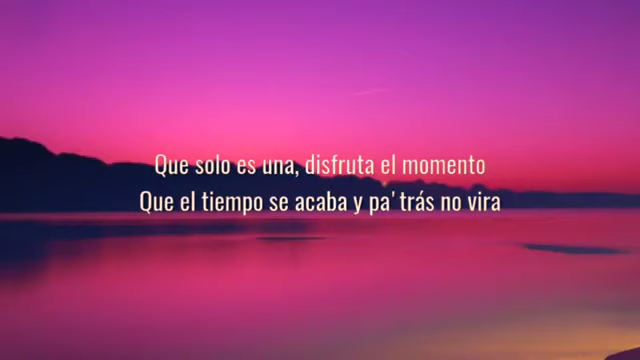 Que solo es una, disfruta el momento
Que el tiempo se acaba y pa' trás no vira